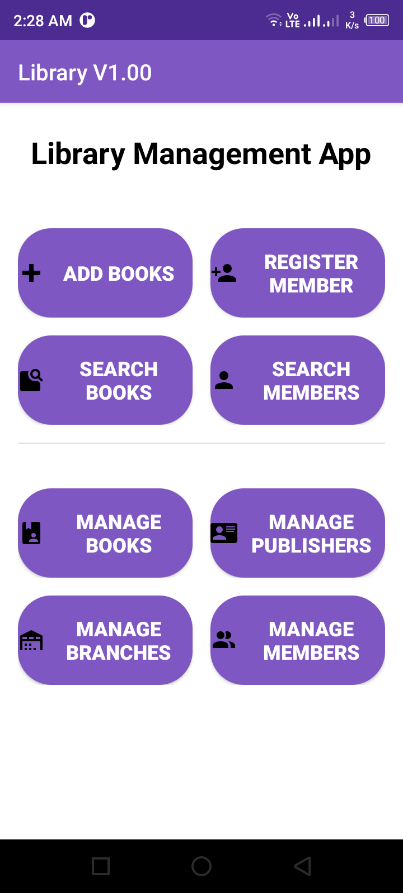 2:28 AM Vo LTE 3 K/s 100
Library V1.00
Library Management App
ADD BOOKS
REGISTER
MEMBER
SEARCH
BOOKS
SEARCH
MEMBERS
MANAGE
BOOKS
MANAGE
PUBLISHERS
MANAGE
BRANCHES
MANAGE
MEMBERS